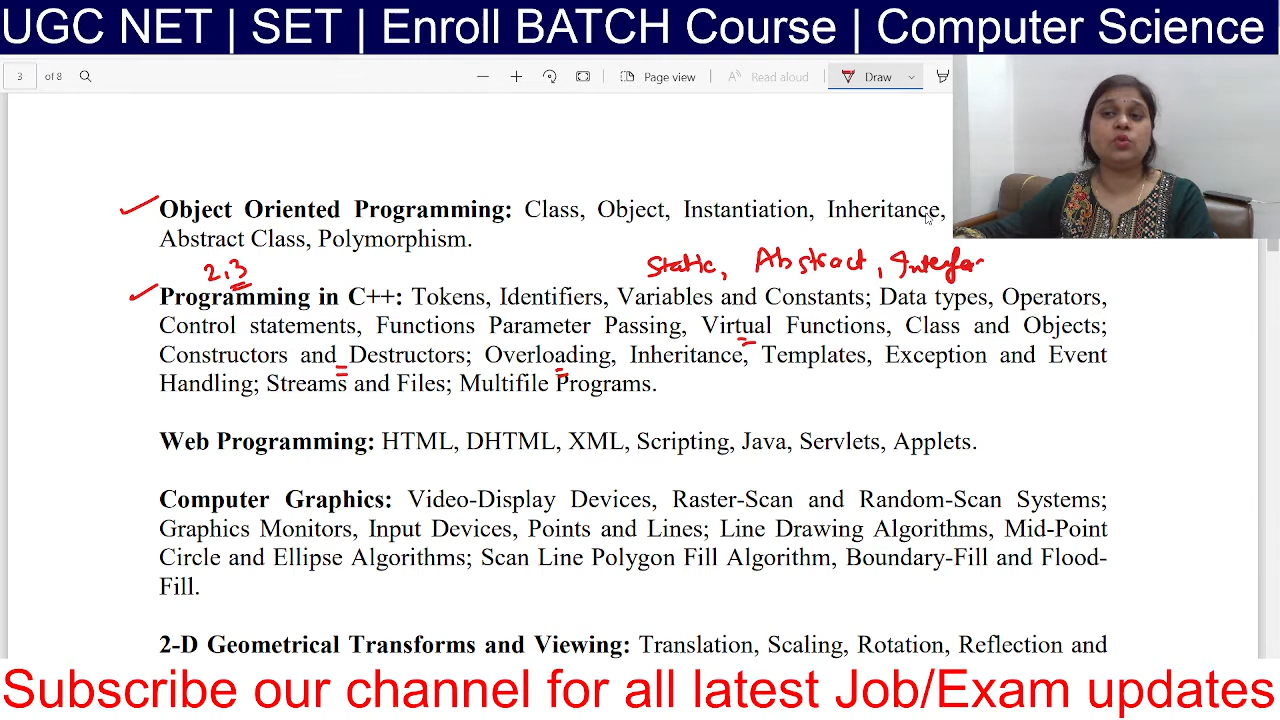 UGC NET | SET | Enroll BATCH Course | Computer Science
3 of 8 Page view Read aloud Draw
Object Oriented Programming: Class, Object, Instantiation, Inheritance,
Abstract Class, Polymorphism.
2,3 Static, Abstract, Interfar
Programming in C++: Tokens, Identifiers, Variables and Constants; Data types, Operators,
Control statements, Functions Parameter Passing, Virtual Functions, Class and Objects;
Constructors and Destructors; Overloading, Inheritance, Templates, Exception and Event
Handling; Streams and Files; Multifile Programs.
Web Programming: HTML, DHTML, XML, Scripting, Java, Servlets, Applets.
Computer Graphics: Video-Display Devices, Raster-Scan and Random-Scan Systems;
Graphics Monitors, Input Devices, Points and Lines; Line Drawing Algorithms, Mid-Point
Circle and Ellipse Algorithms; Scan Line Polygon Fill Algorithm, Boundary-Fill and Flood-
Fill.
2-D Geometrical Transforms and Viewing: Translation, Scaling, Rotation, Reflection and
Subscribe our channel for all latest Job/Exam updates